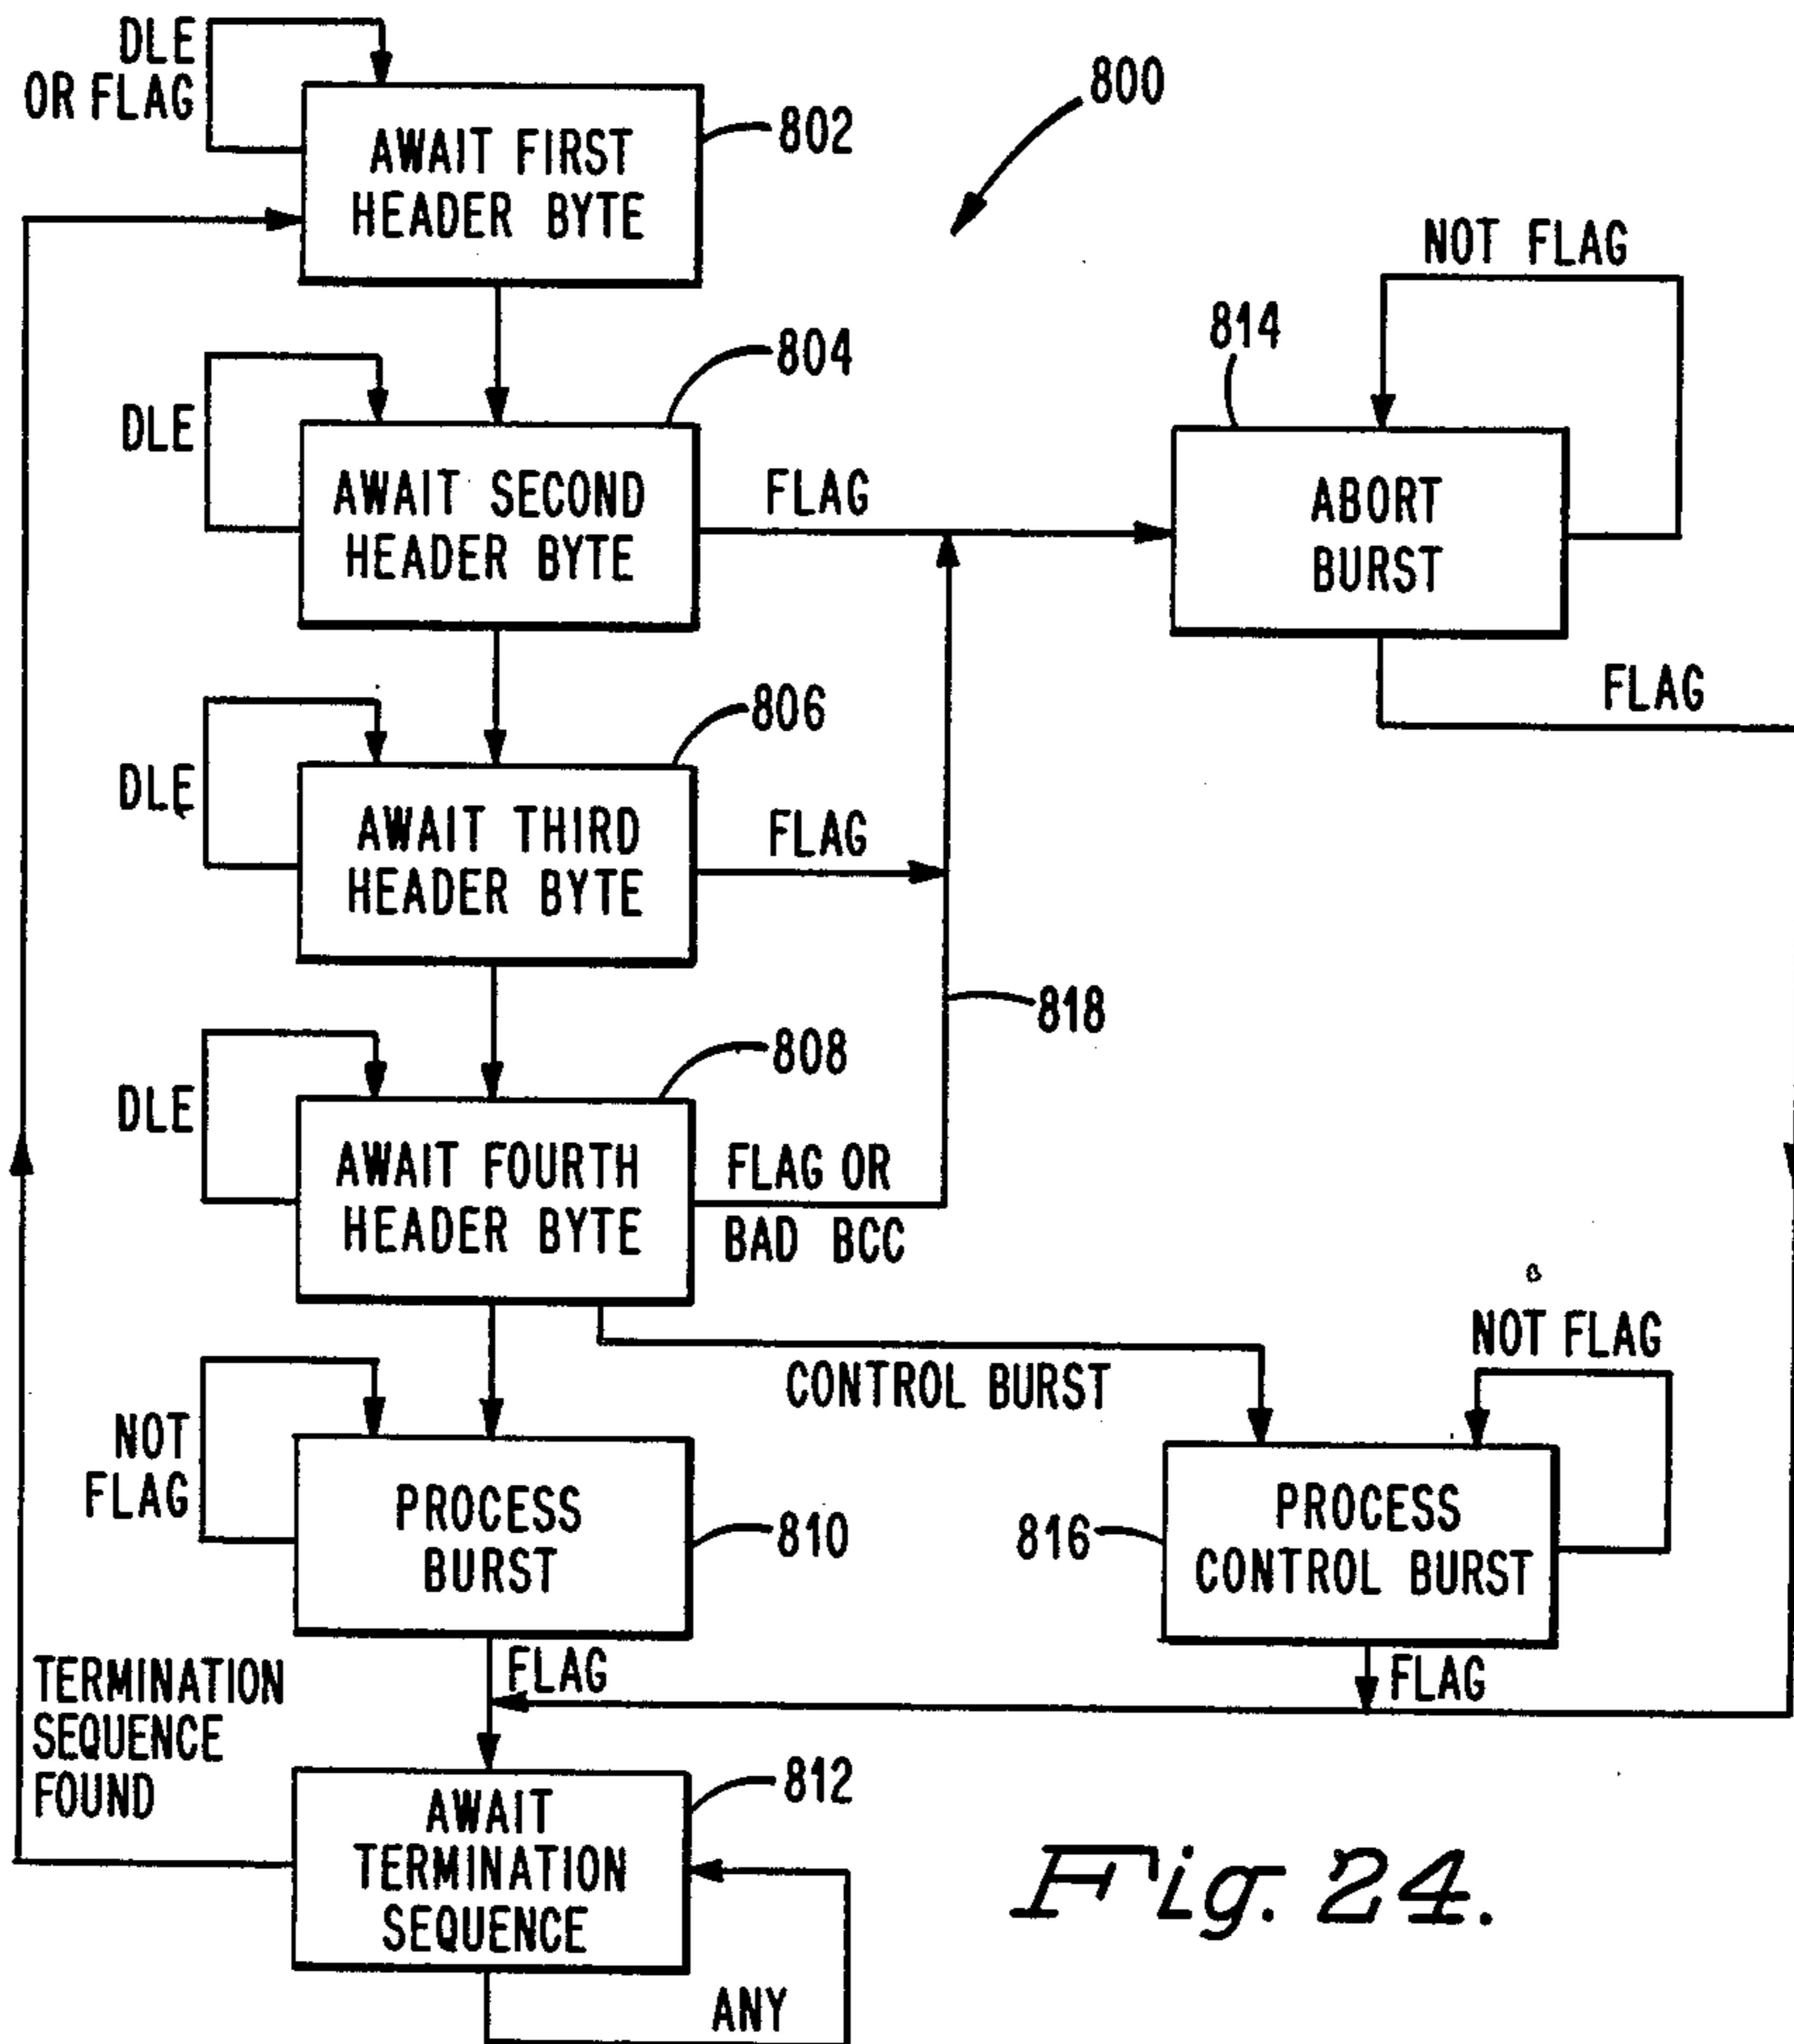 DLE
OR FLAG
800
AWAIT FIRST
HEADER BYTE
802
NOT FLAG
804
814
DLE
AWAIT SECOND
HEADER BYTE
FLAG
ABORT
BURST
FLAG
806
DLE
AWAIT THIRD
HEADER BYTE
FLAG
818
808
DLE
AWAIT FOURTH
HEADER BYTE
FLAG OR
BAD BCC
NOT FLAG
CONTROL BURST
NOT
FLAG
PROCESS
BURST
810
816
PROCESS
CONTROL BURST
FLAG
FLAG
TERMINATION
SEQUENCE
FOUND
812
AWAIT
TERMINATION
SEQUENCE
ANY
Fig. 24.